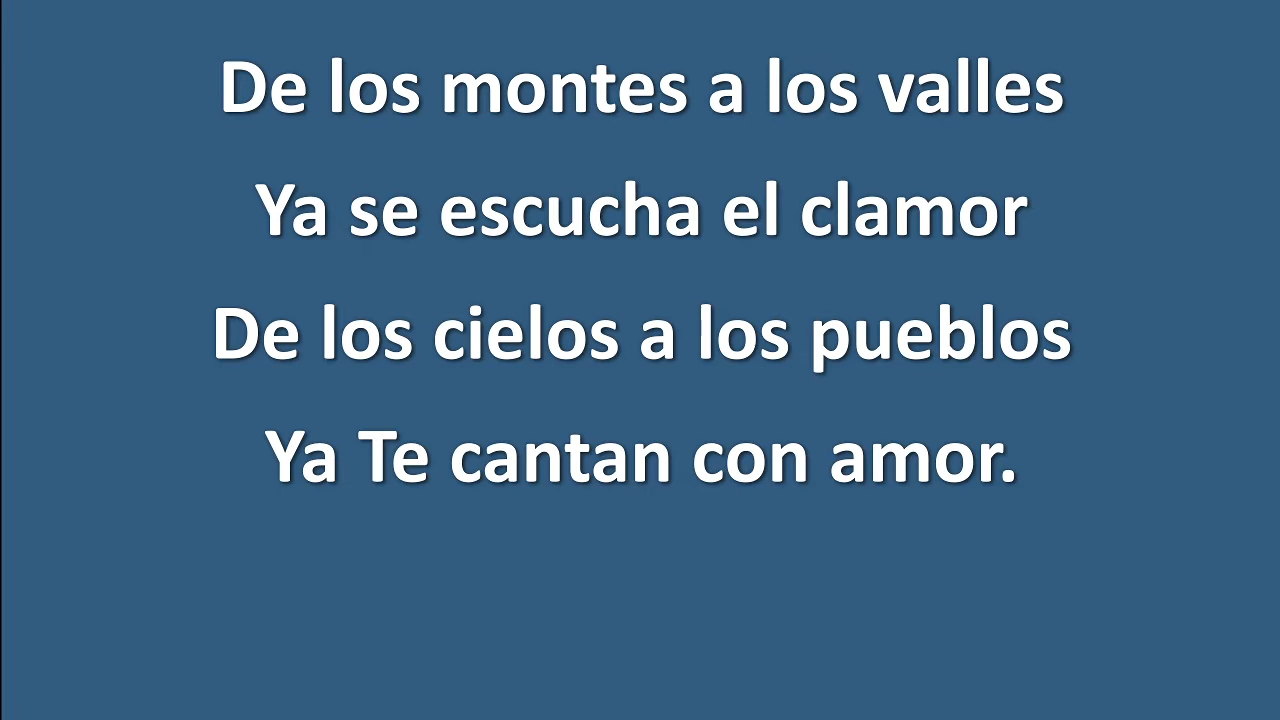 De los montes a los valles
Ya se escucha el clamor
De los cielos a los pueblos
Ya Te cantan con amor.